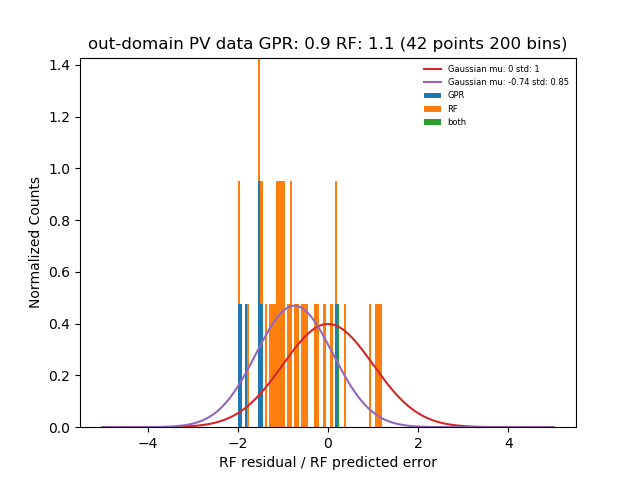 out-domain PV data GPR: 0.9 RF: 1.1 (42 points 200 bins)
Gaussian mu: 0 std: 1
Gaussian mu: -0.74 std: 0.85
GPR
RF
both
Normalized Counts
1.4
1.2
1.0
0.8
0.6
0.4
0.2
0.0
−4 −2 0 2 4
RF residual / RF predicted error